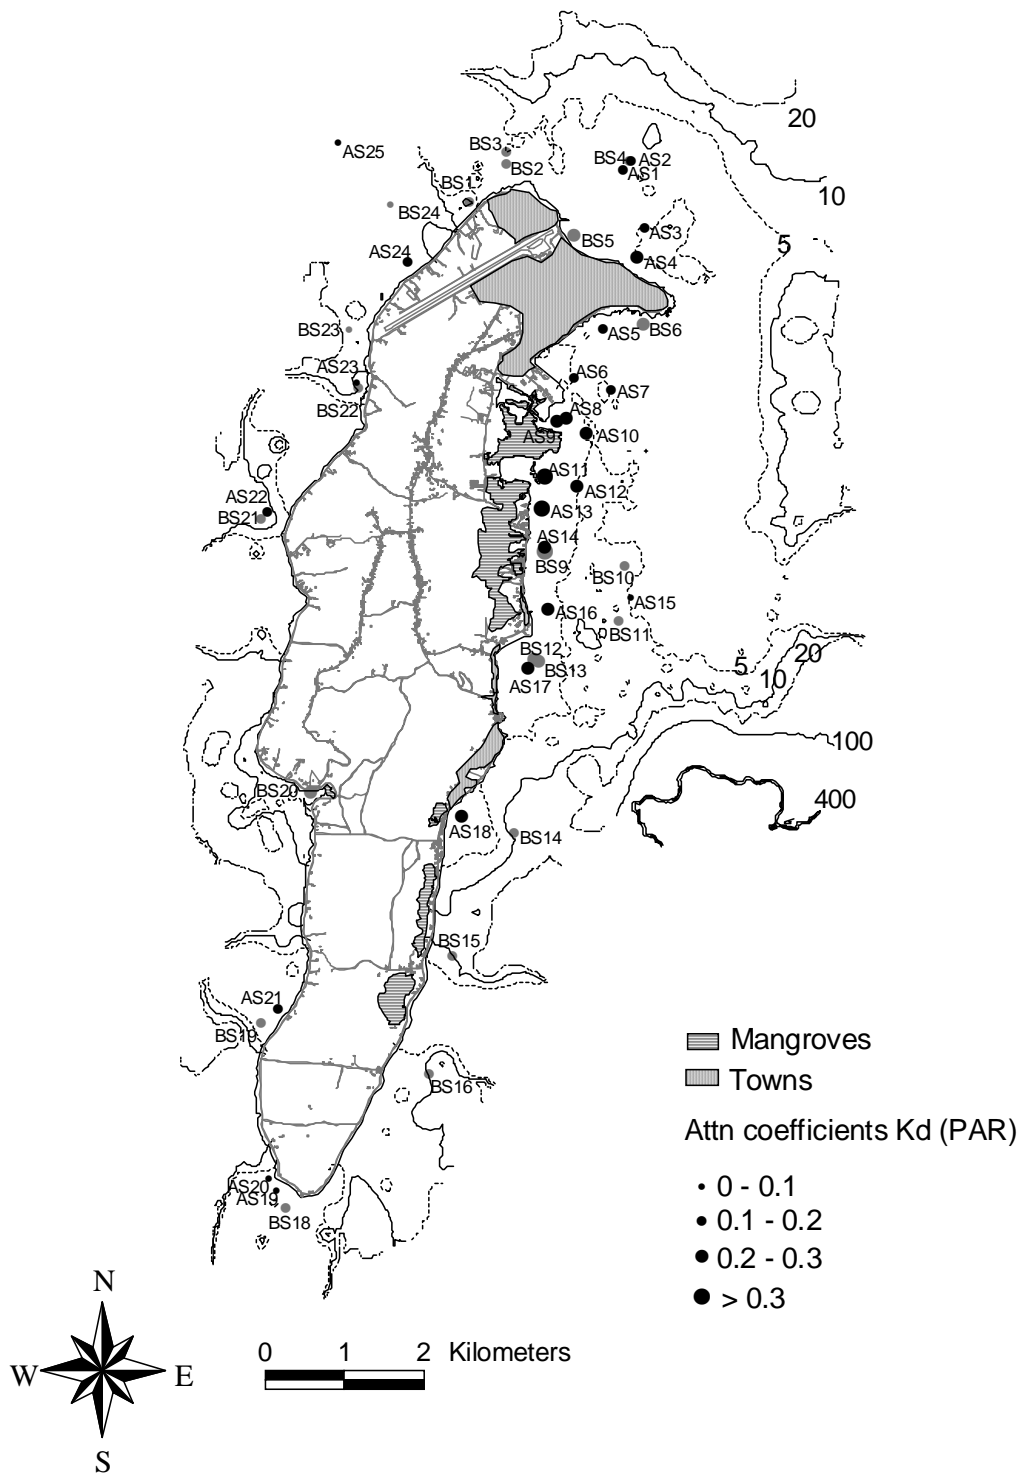 20
BS3
AS25
BS2
BS4
AS2
AS1
10
BS1
BS24
BS5
AS3
5
AS24
AS4
BS23
AS5
BS6
AS23
AS6
AS7
BS22
AS8
AS9
AS10
AS11
AS22
AS12
BS21
AS13
AS14
BS9
BS10
AS15
AS16
BS11
BS12
5
20
BS13
10
AS17
100
BS20
400
AS18
BS14
BS15
AS21
BS19
Mangroves
BS16
Towns
Attn coefficients Kd (PAR)
AS20
AS19
0 - 0.1
BS18
0.1 - 0.2
0.2 - 0.3
> 0.3
N
W E
S
0 1 2 Kilometers